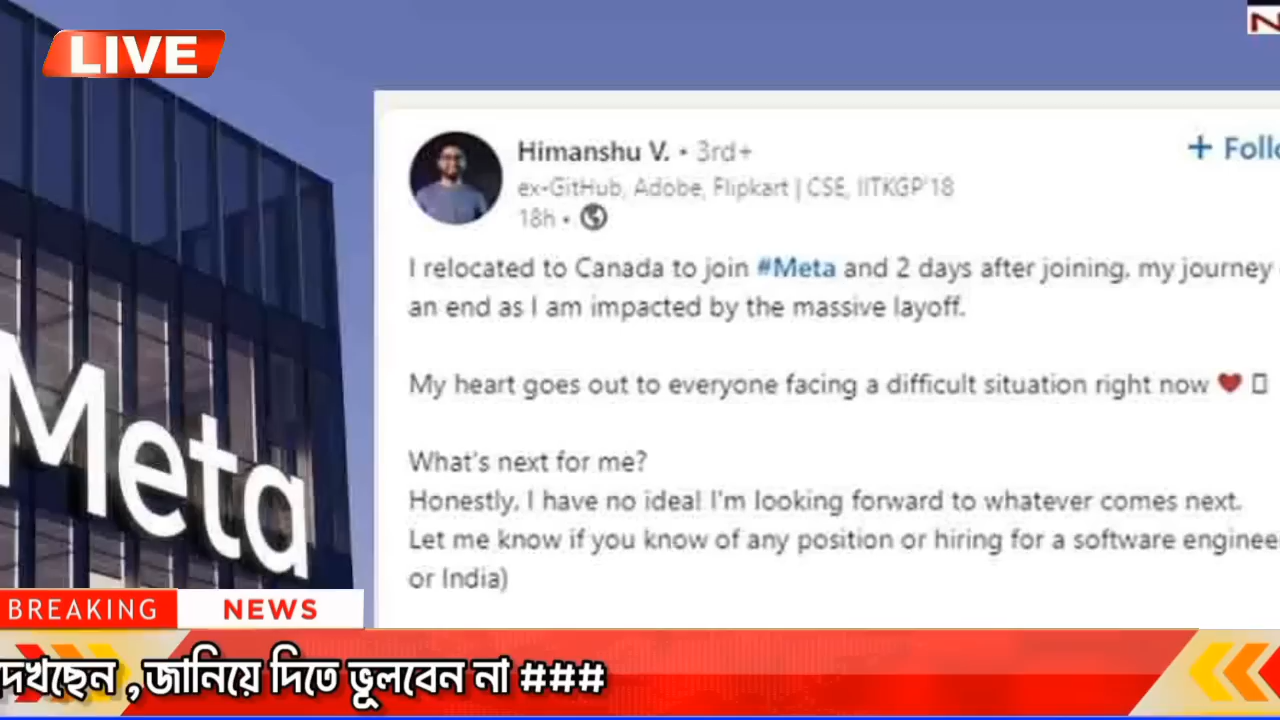 LIVE
N
Himanshu V. • 3rd+
+ Follo
ex-GitHub, Adobe, Flipkart | CSE, IITKGP'18
18h •
I relocated to Canada to join #Meta and 2 days after joining, my journey
an end as I am impacted by the massive layoff.
My heart goes out to everyone facing a difficult situation right now ❤️
What's next for me?
Honestly, I have no idea! I'm looking forward to whatever comes next.
Let me know if you know of any position or hiring for a software enginee
or India)
Meta
BREAKING NEWS
দেখছেন , জানিয়ে দিতে ভূলবেন না ###